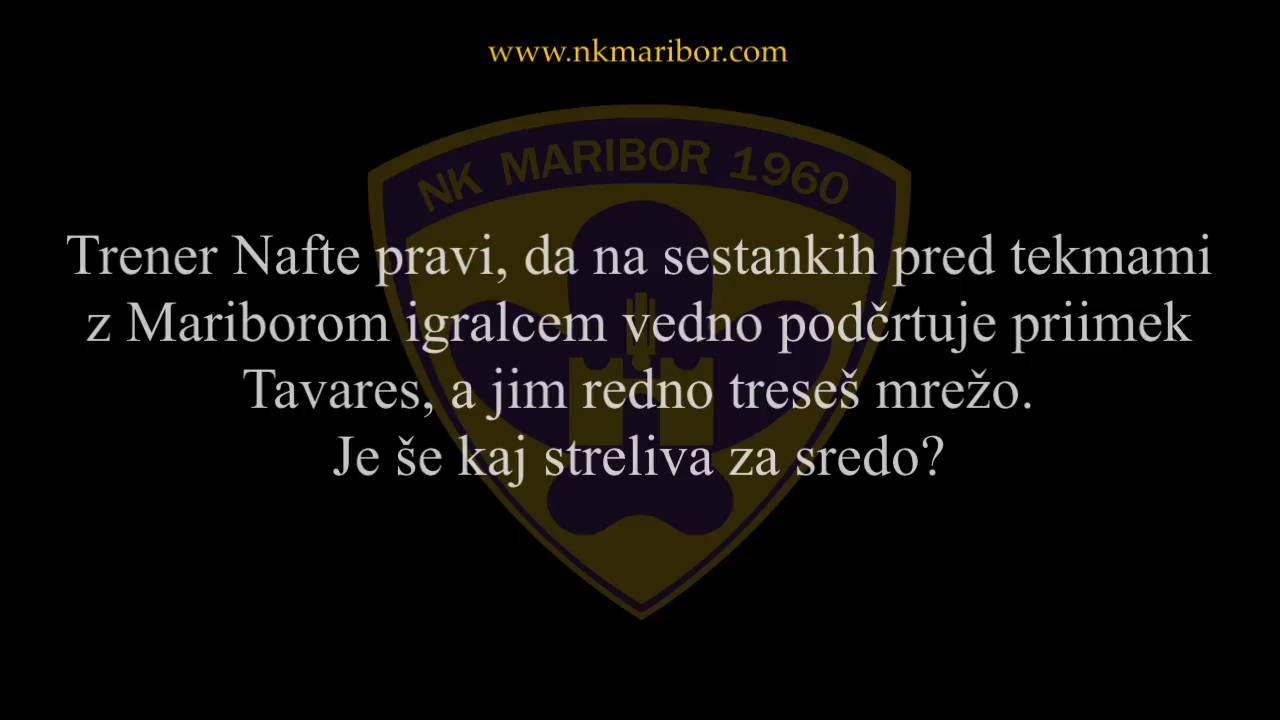 www.nkmaribor.com
NK MARIBOR 1960
Trener Nafte pravi, da na sestankih pred tekmami
z Mariborom igralcem vedno podčrtuje priimek
Tavares, a jim redno treseš mrežo.
Je še kaj streliva za sredo?